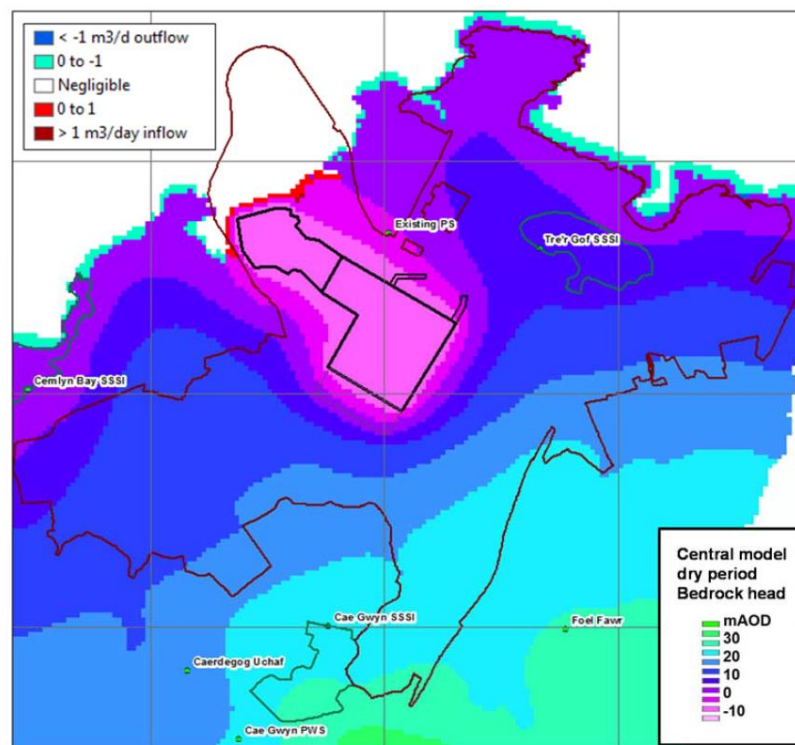 < -1 m3/d outflow
0 to -1
Negligible
0 to 1
> 1 m3/day inflow
Existing PS
Tre'r Gof SSSI
Cemlyn Bay SSSI
Cae Gwyn SSSI
Foel Fawr
Caerdegog Uchaf
Cae Gwyn PWS
Central model
dry period
Bedrock head
mAOD
30
20
10
0
-10